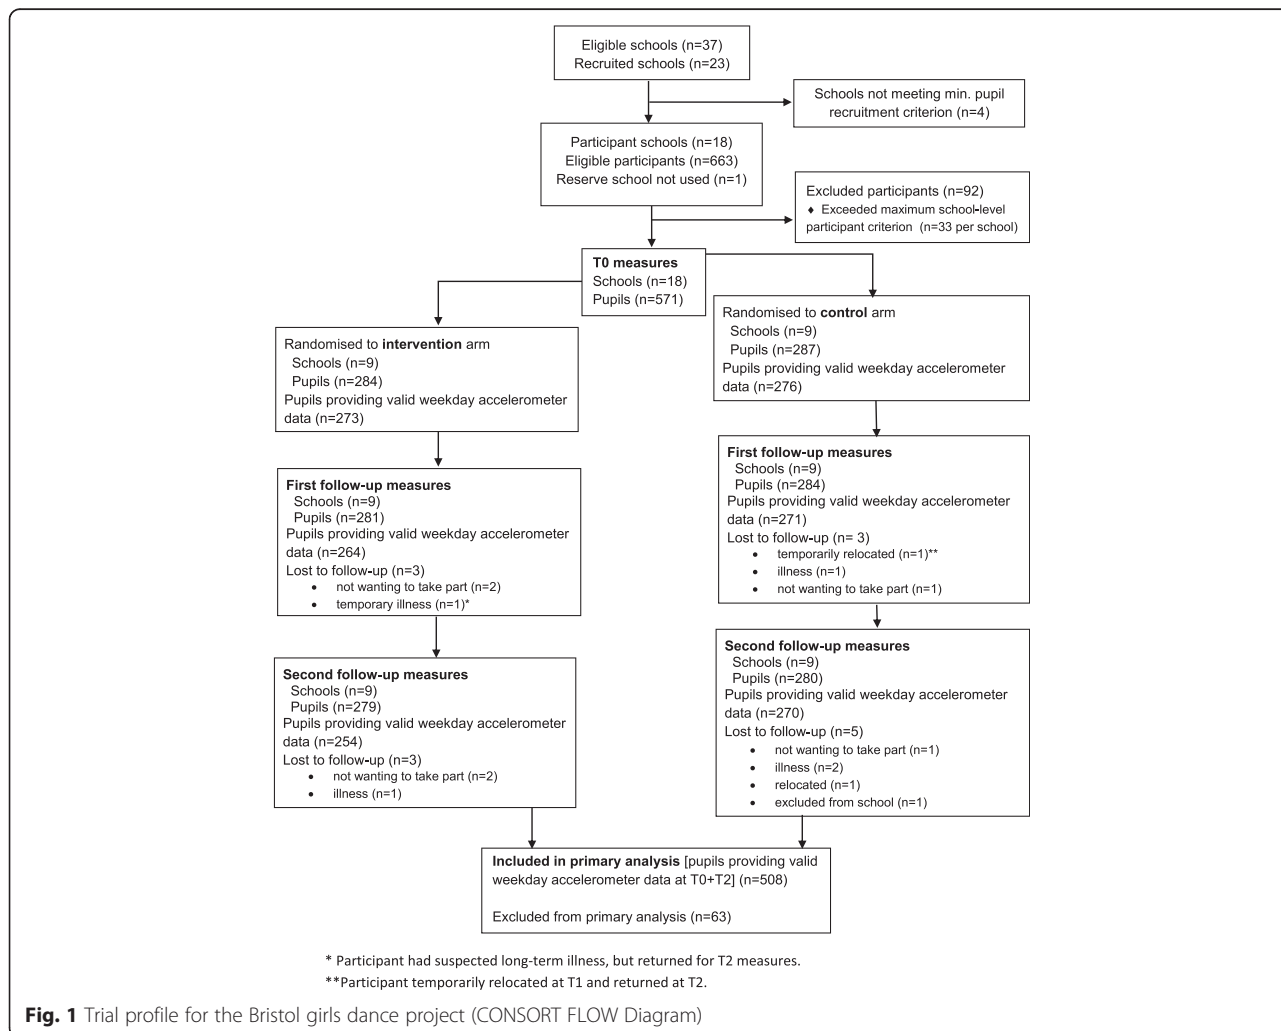 Eligible schools (n=37)
Recruited schools (n=23)
Schools not meeting min. pupil
recruitment criterion (n=4)
Participant schools (n=18)
Eligible participants (n=663)
Reserve school not used (n=1)
Excluded participants (n=92)
♦ Exceeded maximum school-level
participant criterion (n=33 per school)
T0 measures
Schools (n=18)
Pupils (n=571)
Randomised to intervention arm
Schools (n=9)
Pupils (n=284)
Pupils providing valid weekday accelerometer
data (n=273)
Randomised to control arm
Schools (n=9)
Pupils (n=287)
Pupils providing valid weekday accelerometer
data (n=276)
First follow-up measures
Schools (n=9)
Pupils (n=281)
Pupils providing valid weekday accelerometer
data (n=264)
Lost to follow-up (n=3)
• not wanting to take part (n=2)
• temporary illness (n=1)*
First follow-up measures
Schools (n=9)
Pupils (n=284)
Pupils providing valid weekday accelerometer
data (n=271)
Lost to follow-up (n= 3)
• temporarily relocated (n=1)**
• illness (n=1)
• not wanting to take part (n=1)
Second follow-up measures
Schools (n=9)
Pupils (n=279)
Pupils providing valid weekday accelerometer
data (n=254)
Lost to follow-up (n=3)
• not wanting to take part (n=2)
• illness (n=1)
Second follow-up measures
Schools (n=9)
Pupils (n=280)
Pupils providing valid weekday accelerometer
data (n=270)
Lost to follow-up (n=5)
• not wanting to take part (n=1)
• illness (n=2)
• relocated (n=1)
• excluded from school (n=1)
Included in primary analysis [pupils providing valid
weekday accelerometer data at T0+T2] (n=508)
Excluded from primary analysis (n=63)
* Participant had suspected long-term illness, but returned for T2 measures.
**Participant temporarily relocated at T1 and returned at T2.
Fig. 1 Trial profile for the Bristol girls dance project (CONSORT FLOW Diagram)